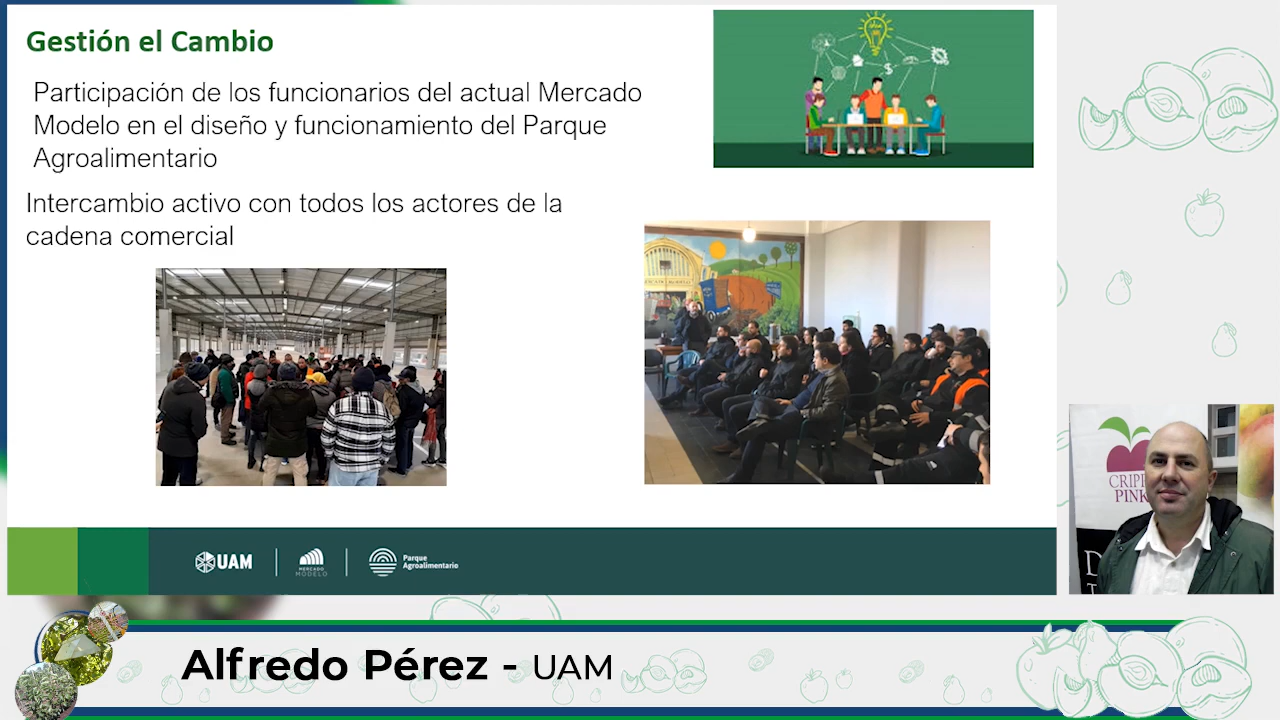 Gestión el Cambio
Participación de los funcionarios del actual Mercado
Modelo en el diseño y funcionamiento del Parque
Agroalimentario
Intercambio activo con todos los actores de la
cadena comercial
UAM
MERCADO
MODELO
Parque
Agroalimentario
PINK
Alfredo Pérez - UAM